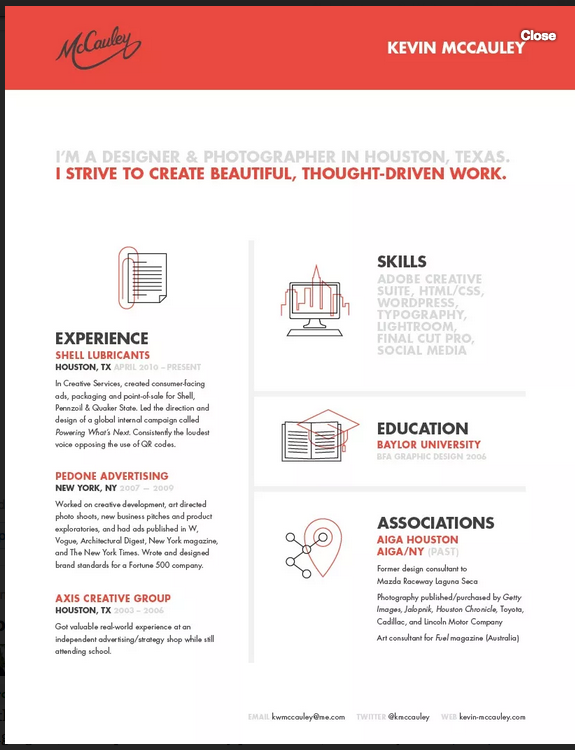 McCauley
KEVIN MCCAULEY
Close
I'M A DESIGNER & PHOTOGRAPHER IN HOUSTON, TEXAS.
I STRIVE TO CREATE BEAUTIFUL, THOUGHT-DRIVEN WORK.
EXPERIENCE
SHELL LUBRICANTS
HOUSTON, TX APRIL 2010 – PRESENT
In Creative Services, created consumer-facing
ads, packaging and point-of-sale for Shell,
Pennzoil & Quaker State. Led the direction and
design of a global internal campaign called
Powering What's Next. Consistently the loudest
voice opposing the use of QR codes.
PEDONE ADVERTISING
NEW YORK, NY 2007 — 2009
Worked on creative development, art directed
photo shoots, new business pitches and product
exploratories, and had ads published in W,
Vogue, Architectural Digest, New York magazine,
and The New York Times. Wrote and designed
brand standards for a Fortune 500 company.
AXIS CREATIVE GROUP
HOUSTON, TX 2003 – 2006
Got valuable real-world experience at an
independent advertising/strategy shop while still
attending school.
SKILLS
ADOBE CREATIVE
SUITE, HTML/CSS,
WORDPRESS,
TYPOGRAPHY,
LIGHTROOM,
FINAL CUT PRO,
SOCIAL MEDIA
EDUCATION
BAYLOR UNIVERSITY
BFA GRAPHIC DESIGN 2006
ASSOCIATIONS
AIGA HOUSTON
AIGA/NY (PAST)
Former design consultant to
Mazda Raceway Laguna Seca
Photography published/purchased by Getty
Images, Jalopnik, Houston Chronicle, Toyota,
Cadillac, and Lincoln Motor Company
Art consultant for Fuel magazine (Australia)
EMAIL kwmccauley@me.com TWITTER @kmccauley WEB kevin-mccauley.com